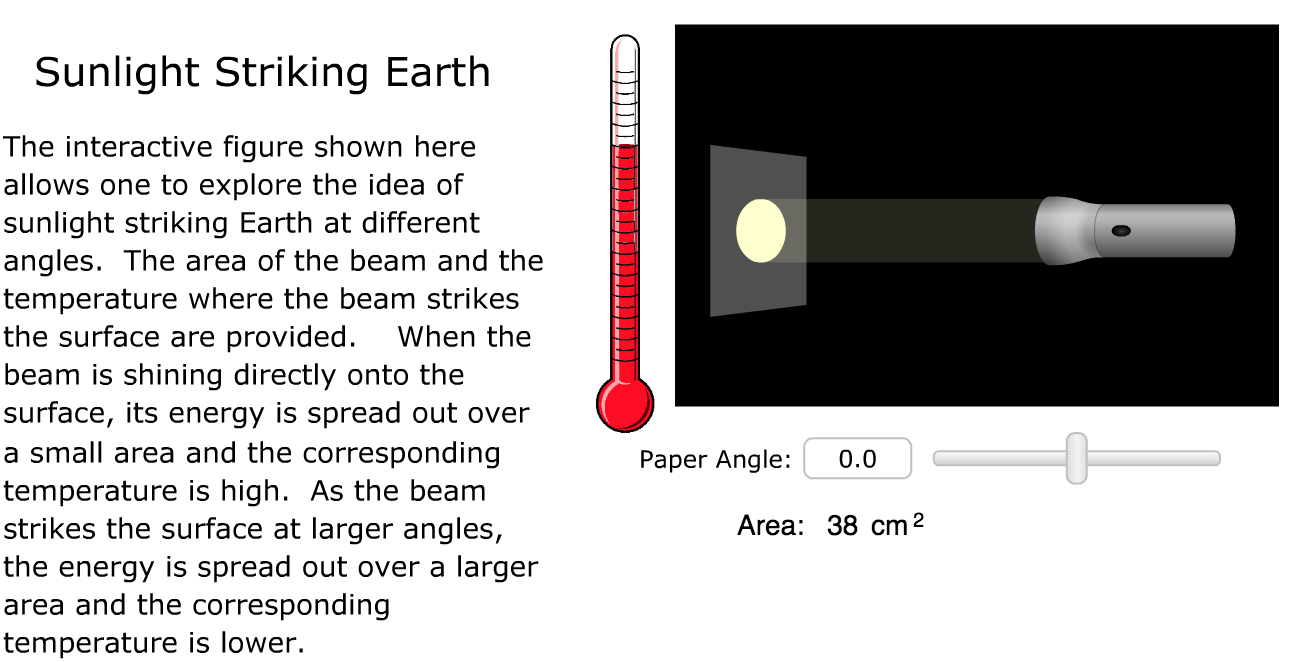 Sunlight Striking Earth
The interactive figure shown here
allows one to explore the idea of
sunlight striking Earth at different
angles.  The area of the beam and the
temperature where the beam strikes
the surface are provided.    When the
beam is shining directly onto the
surface, its energy is spread out over
a small area and the corresponding
temperature is high.  As the beam
strikes the surface at larger angles,
the energy is spread out over a larger
area and the corresponding
temperature is lower.
Paper Angle: 0.0
Area: 38 cm²